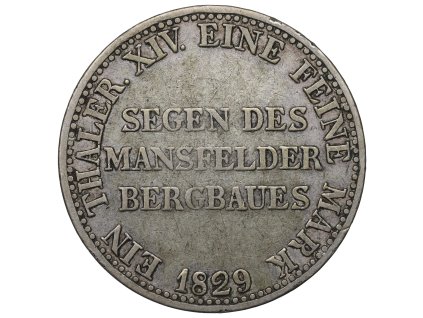 EIN THALER. XIV. EINE FEINE MARK
SEGEN DES
MANSFELDER
BERGBAUES
1829